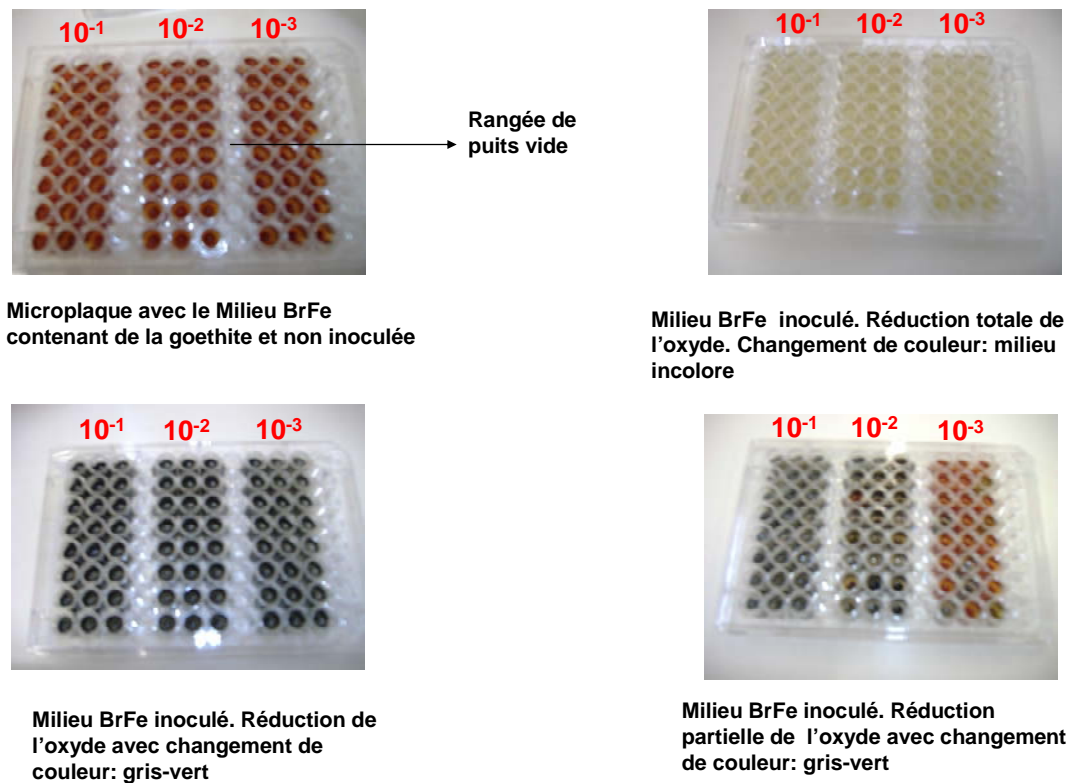 10-1 10-2 10-3
Rangée de
puits vide
Microplaque avec le Milieu BrFe
contenant de la goethite et non inoculée
10-1 10-2 10-3
Milieu BrFe inoculé. Réduction totale de
l'oxyde. Changement de couleur: milieu
incolore
10-1 10-2 10-3
Milieu BrFe inoculé. Réduction de
l'oxyde avec changement de
couleur: gris-vert
10-1 10-2 10-3
Milieu BrFe inoculé. Réduction
partielle de l'oxyde avec changement
de couleur: gris-vert